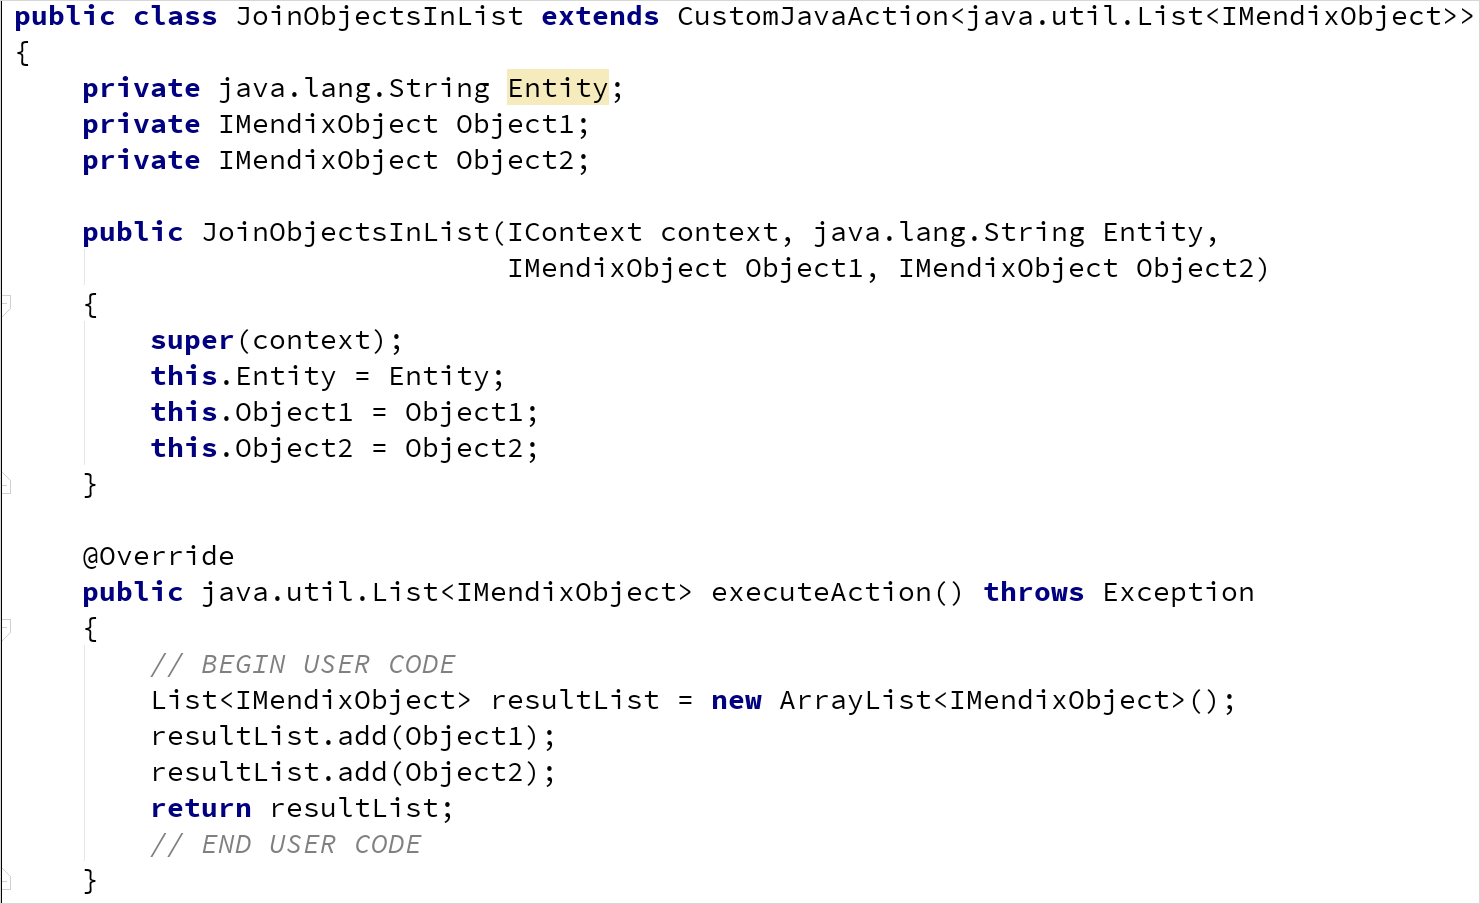 public class JoinObjectsInList extends CustomJavaAction<java.util.List<IMendixObject>>
{
    private java.lang.String Entity;
    private IMendixObject Object1;
    private IMendixObject Object2;

    public JoinObjectsInList(IContext context, java.lang.String Entity,
                             IMendixObject Object1, IMendixObject Object2)
    {
        super(context);
        this.Entity = Entity;
        this.Object1 = Object1;
        this.Object2 = Object2;
    }

    @Override
    public java.util.List<IMendixObject> executeAction() throws Exception
    {
        // BEGIN USER CODE
        List<IMendixObject> resultList = new ArrayList<IMendixObject>();
        resultList.add(Object1);
        resultList.add(Object2);
        return resultList;
        // END USER CODE
    }